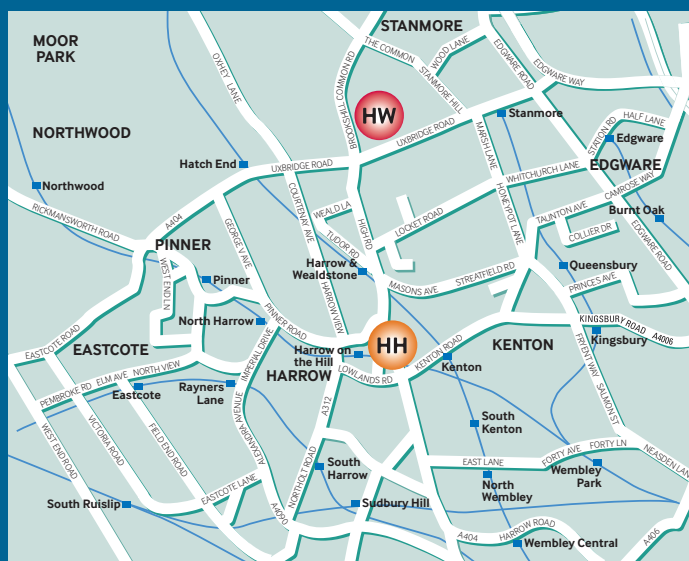 STANMORE
MOOR
PARK
THE COMMON
WOOD LANE
EDGWARE ROAD
EDGWARE WAY
OXHEY LANE
BROOKSHILL COMMON RD
STANMORE HILL
HW
Stanmore
NORTHWOOD
UXBRIDGE ROAD
MARSH LANE
STATION RD
HALF LANE
Edgware
EDGWARE
Hatch End
UXBRIDGE ROAD
WHITCHURCH LANE
CAMROSE WAY
Northwood
COURTENAY AVE
HONEYPOT LANE
RICKMANSWORTH ROAD
A404
GEORGE V AVE
WEALD LA
HIGH RD
LOCKET ROAD
TAUNTON AVE
Burnt Oak
COLLIER DR
EDGWARE ROAD
TUDOR RD
PINNER
WEST END LN
Harrow &
Wealdstone
STREATFIELD RD
Queensbury
Pinner
MASONS AVE
PRINCES AVE
HARROW VIEW
North Harrow
PINNER ROAD
KINGSBURY ROAD A4006
Kingsbury
EASTCOTE ROAD
EASTCOTE
IMPERIAL DRIVE
Harrow on
the Hill
HH
KENTON ROAD
KENTON
FRYENT WAY
HARROW
LOWLANDS RD
Kenton
PEMBROKE RD
ELM AVE
NORTH VIEW
Eastcote
Rayners
Lane
A312
SALMON ST
ALEXANDRA AVENUE
WEST END ROAD
VICTORIA ROAD
FIELD END ROAD
South
Kenton
FORTY AVE
FORTY LN
NEASDEN LANE
EAST LANE
Wembley
Park
South
Harrow
NORTHOLT ROAD
EASTCOTE LANE
North
Wembley
South Ruislip
Sudbury Hill
A4090
A404
HARROW ROAD
Wembley Central
A406